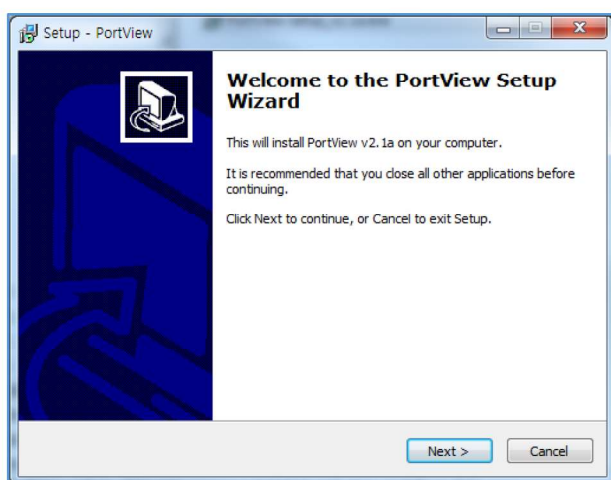 Setup - PortView
Welcome to the PortView Setup
Wizard
This will install PortView v2.1a on your computer.
It is recommended that you close all other applications before
continuing.
Click Next to continue, or Cancel to exit Setup.
Next >
Cancel